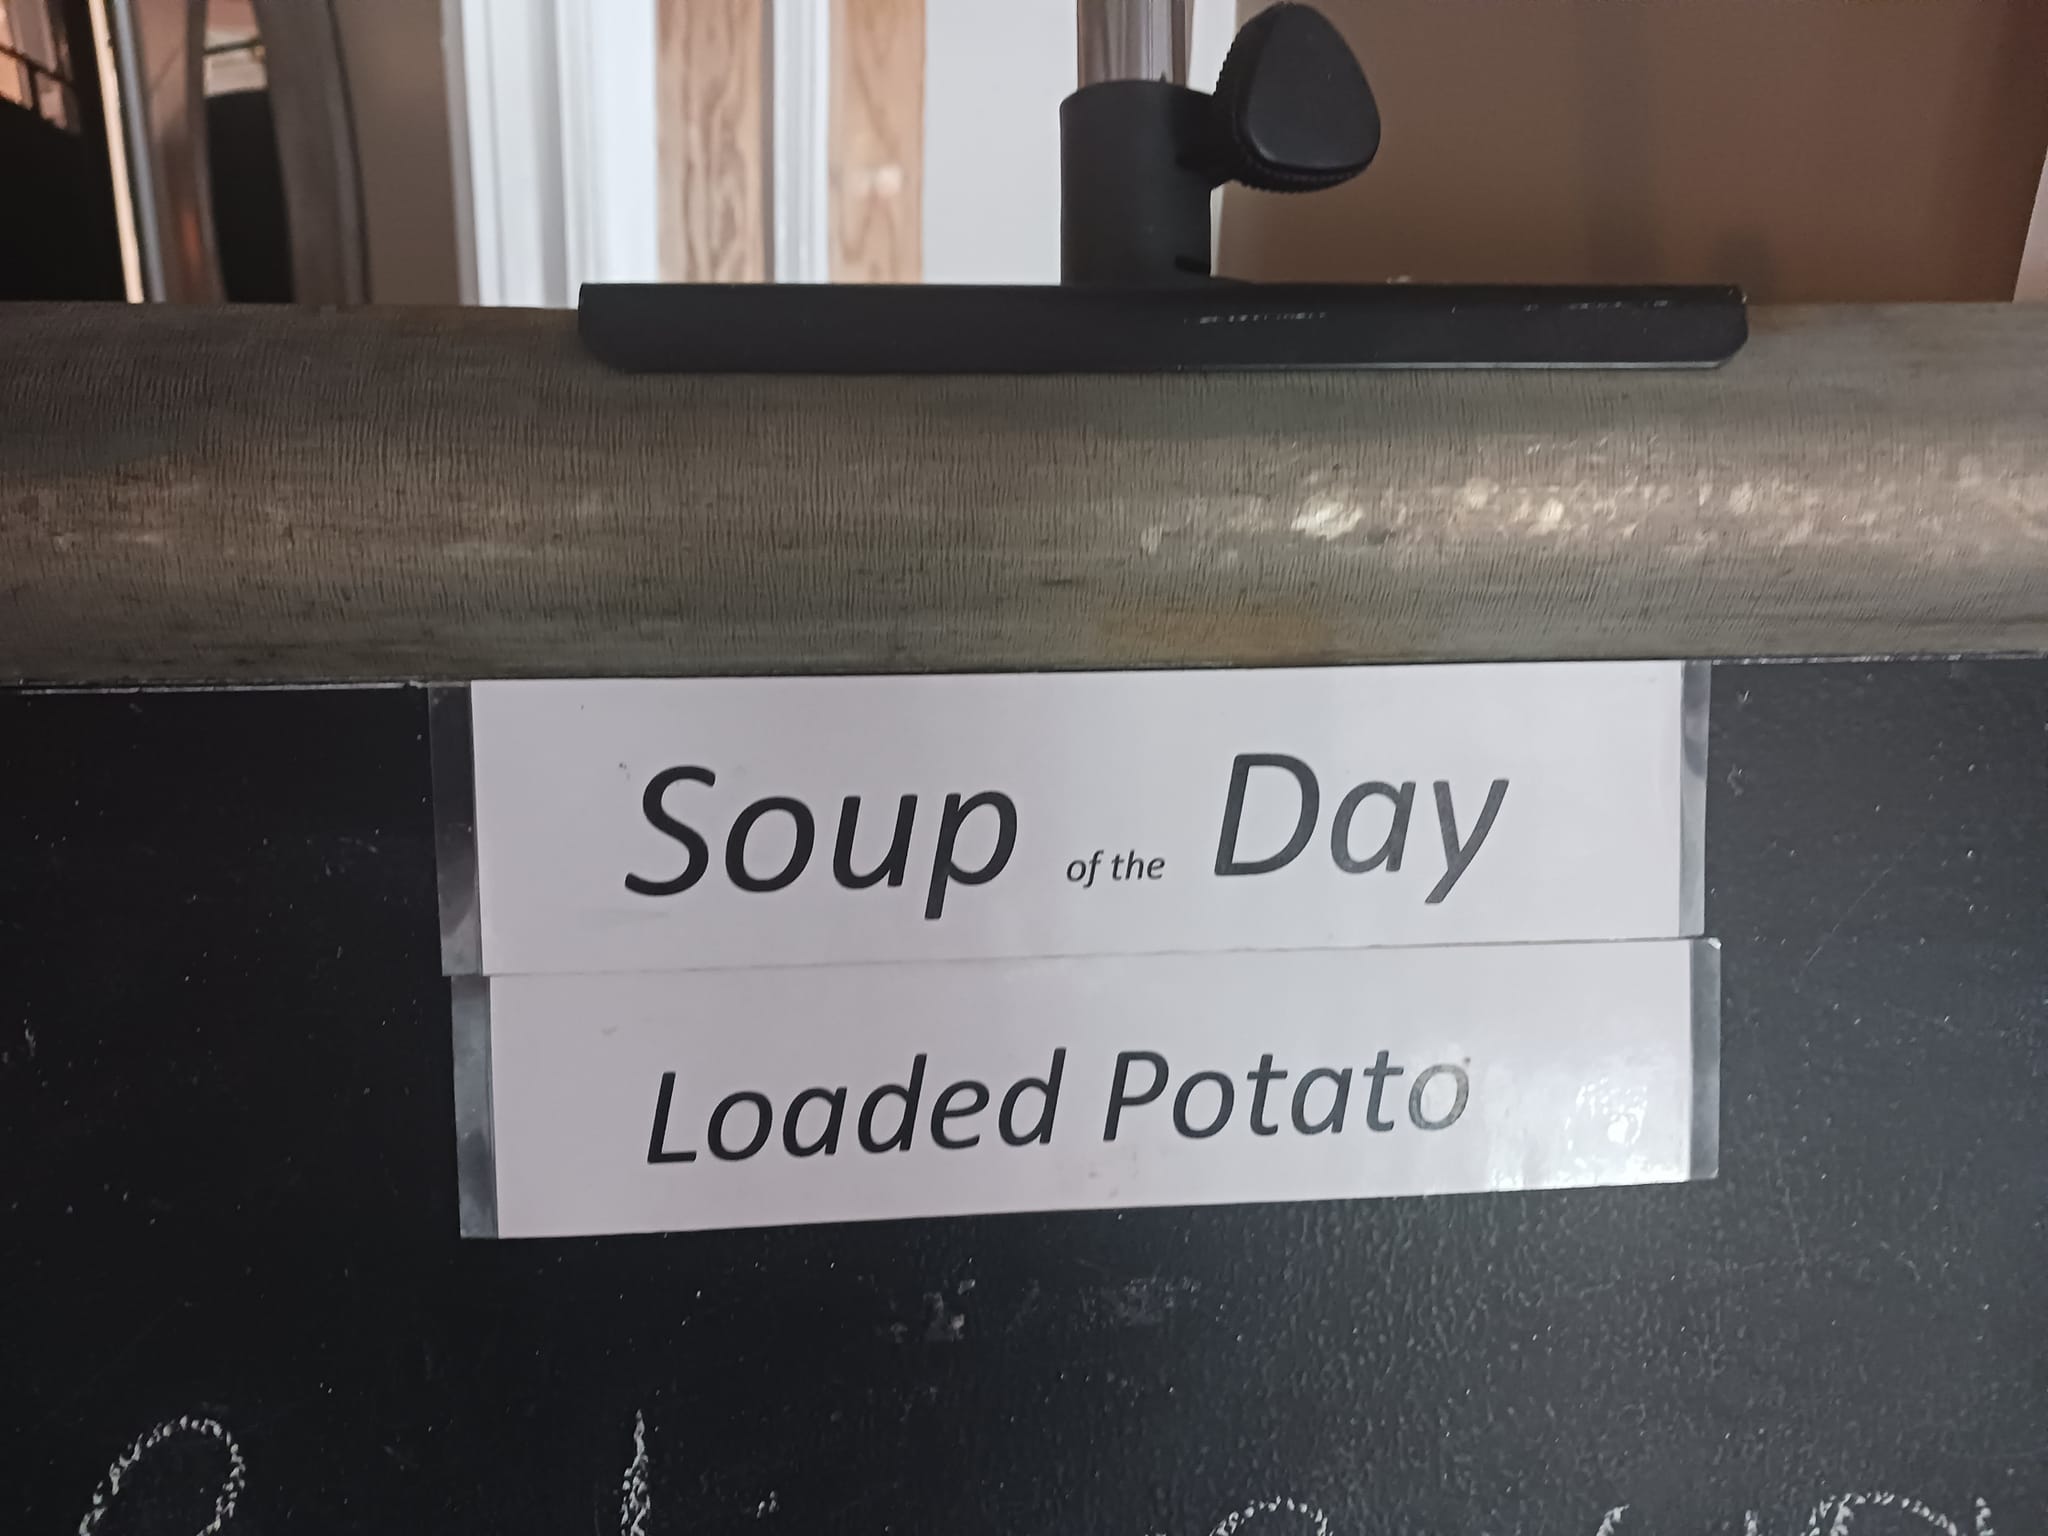 Soup of the Day
Loaded Potato